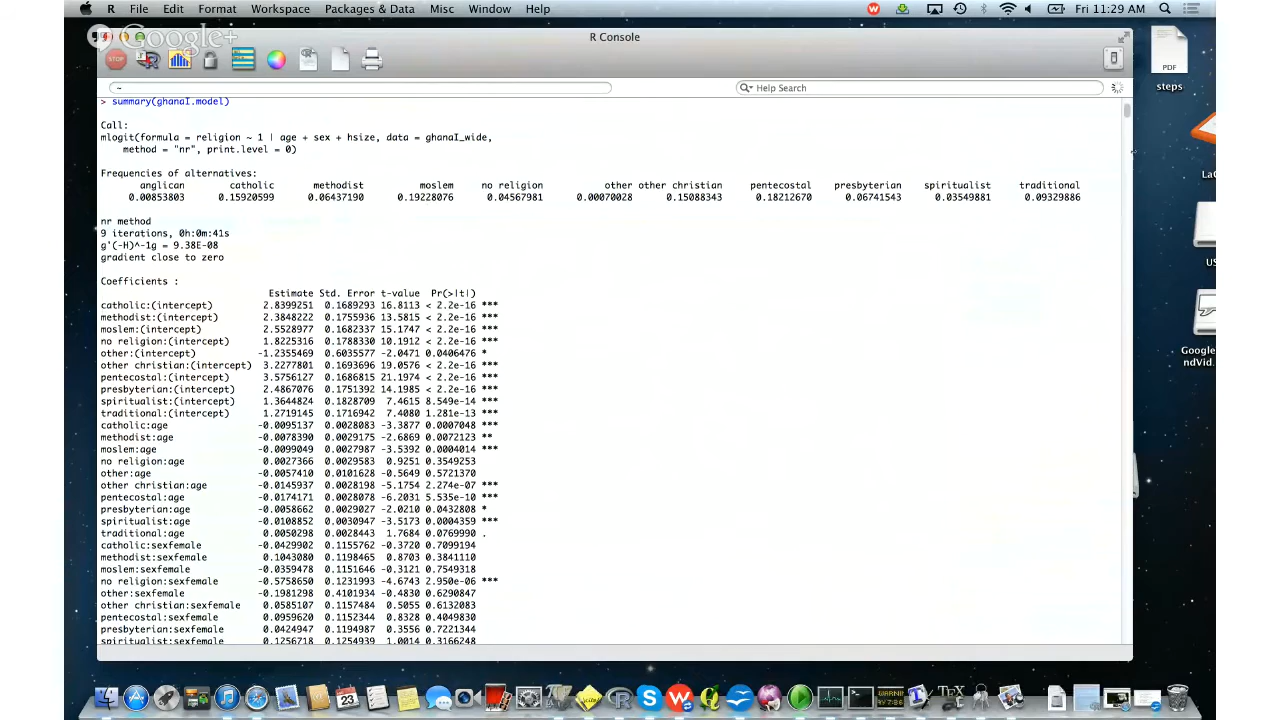 R File Edit Format Workspace Packages & Data Misc Window Help Fri 11:29 AM
Google+
R Console
STOP
~ Help Search
PDF
steps
> summary(ghanaI.model)
Call:
mlogit(formula = religion ~ 1 | age + sex + hsize, data = ghanaI_wide,
method = "nr", print.level = 0)
Frequencies of alternatives:
anglican catholic methodist moslem no religion other other christian pentecostal presbyterian spiritualist traditional
0.00853803 0.15920599 0.06437190 0.19228076 0.04567981 0.00070028 0.15088343 0.18212670 0.06741543 0.03549881 0.09329886
nr method
9 iterations, 0h:0m:41s
g'(-H)^-1g = 9.38E-08
gradient close to zero
Coefficients :
Estimate Std. Error t-value Pr(>|t|)
catholic:(intercept) 2.8399251 0.1689293 16.8113 < 2.2e-16 ***
methodist:(intercept) 2.3848222 0.1755936 13.5815 < 2.2e-16 ***
moslem:(intercept) 2.5528977 0.1682337 15.1747 < 2.2e-16 ***
no religion:(intercept) 1.8225316 0.1788330 10.1912 < 2.2e-16 ***
other:(intercept) -1.2355469 0.6035577 -2.0471 0.0406476 *
other christian:(intercept) 3.2277801 0.1693696 19.0576 < 2.2e-16 ***
pentecostal:(intercept) 3.5756127 0.1686815 21.1974 < 2.2e-16 ***
presbyterian:(intercept) 2.4867076 0.1751392 14.1985 < 2.2e-16 ***
spiritualist:(intercept) 1.3644824 0.1828709 7.4615 8.549e-14 ***
traditional:(intercept) 1.2719145 0.1716942 7.4080 1.281e-13 ***
catholic:age -0.0095137 0.0028083 -3.3877 0.0007048 ***
methodist:age -0.0078390 0.0029175 -2.6869 0.0072123 **
moslem:age -0.0099049 0.0027987 -3.5392 0.0004014 ***
no religion:age 0.0027366 0.0029583 0.9251 0.3549253
other:age -0.0057410 0.0101628 -0.5649 0.5721370
other christian:age -0.0145937 0.0028198 -5.1754 2.274e-07 ***
pentecostal:age -0.0174171 0.0028078 -6.2031 5.535e-10 ***
presbyterian:age -0.0058662 0.0029027 -2.0210 0.0432808 *
spiritualist:age -0.0108852 0.0030947 -3.5173 0.0004359 ***
traditional:age 0.0050298 0.0028443 1.7684 0.0769990 .
catholic:sexfemale -0.0429902 0.1155762 -0.3720 0.7099194
methodist:sexfemale 0.1043080 0.1198465 0.8703 0.3841110
moslem:sexfemale -0.0359478 0.1151646 -0.3121 0.7549318
no religion:sexfemale -0.5758650 0.1231993 -4.6743 2.950e-06 ***
other:sexfemale -0.1981298 0.4101934 -0.4830 0.6290847
other christian:sexfemale 0.0585107 0.1157484 0.5055 0.6132083
pentecostal:sexfemale 0.0959620 0.1152344 0.8328 0.4049830
presbyterian:sexfemale 0.0424947 0.1194987 0.3556 0.7221344
spiritualist:sexfemale 0.1256718 0.1254939 1.0014 0.3166248
LaC
US
Google
ndVid.
23